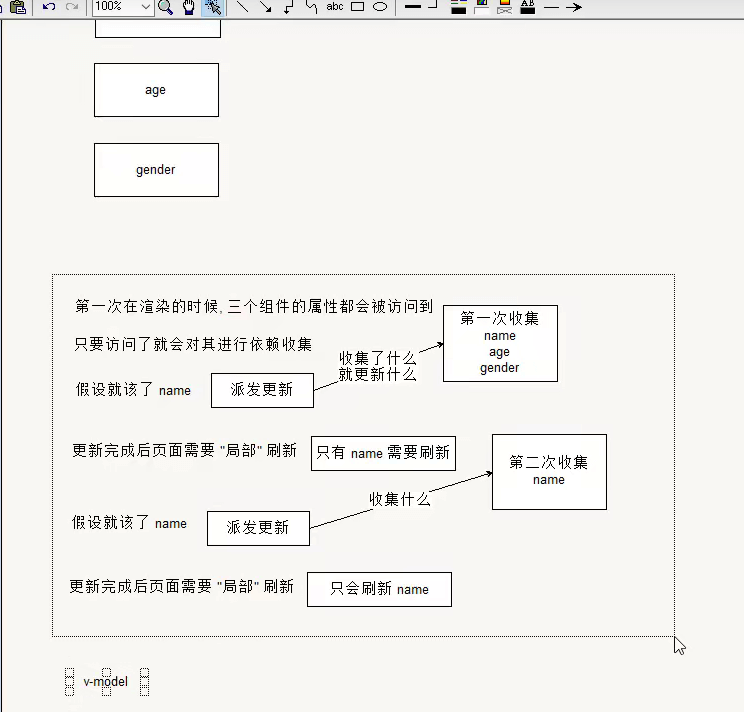 100%
abc
AB
age
gender
第一次在渲染的时候, 三个组件的属性都会被访问到
第一次收集
name
age
gender
只要访问了就会对其进行依赖收集
收集了什么
就更新什么
假设就该了 name
派发更新
更新完成后页面需要 "局部" 刷新
只有 name 需要刷新
第二次收集
name
收集什么
假设就该了 name
派发更新
更新完成后页面需要 "局部" 刷新
只会刷新 name
v-model